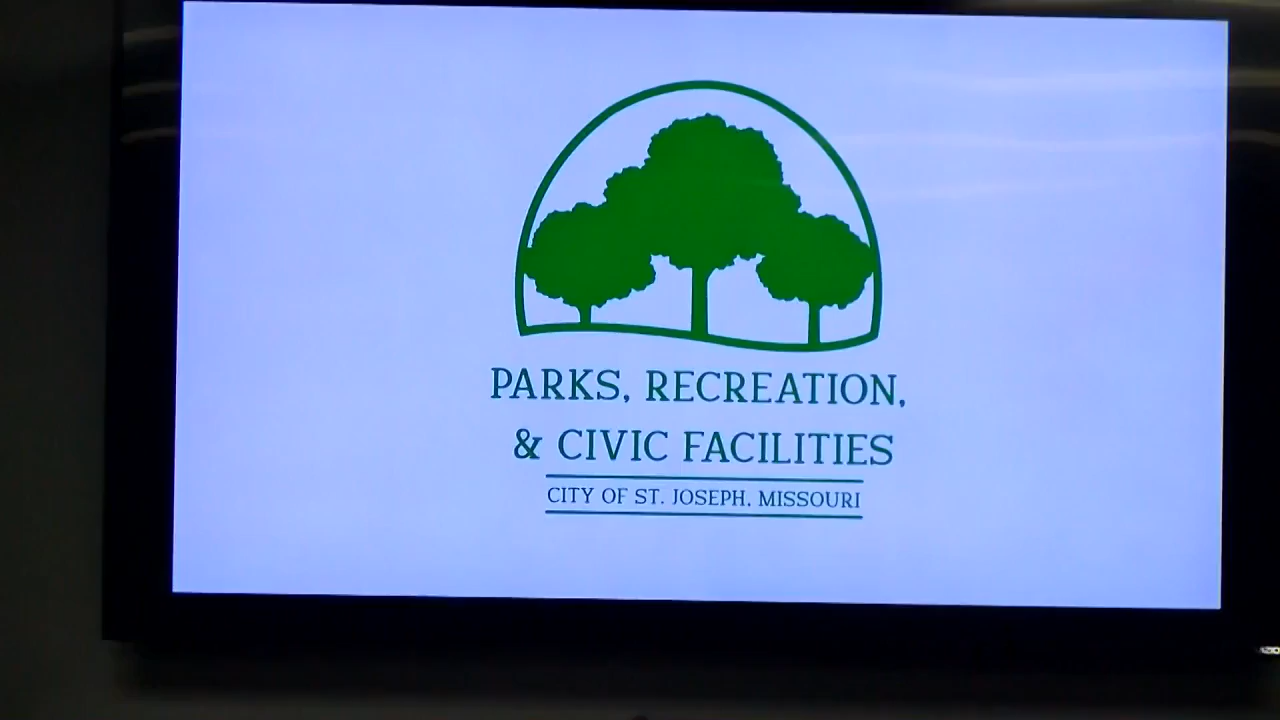 PARKS, RECREATION,
& CIVIC FACILITIES
CITY OF ST. JOSEPH, MISSOURI